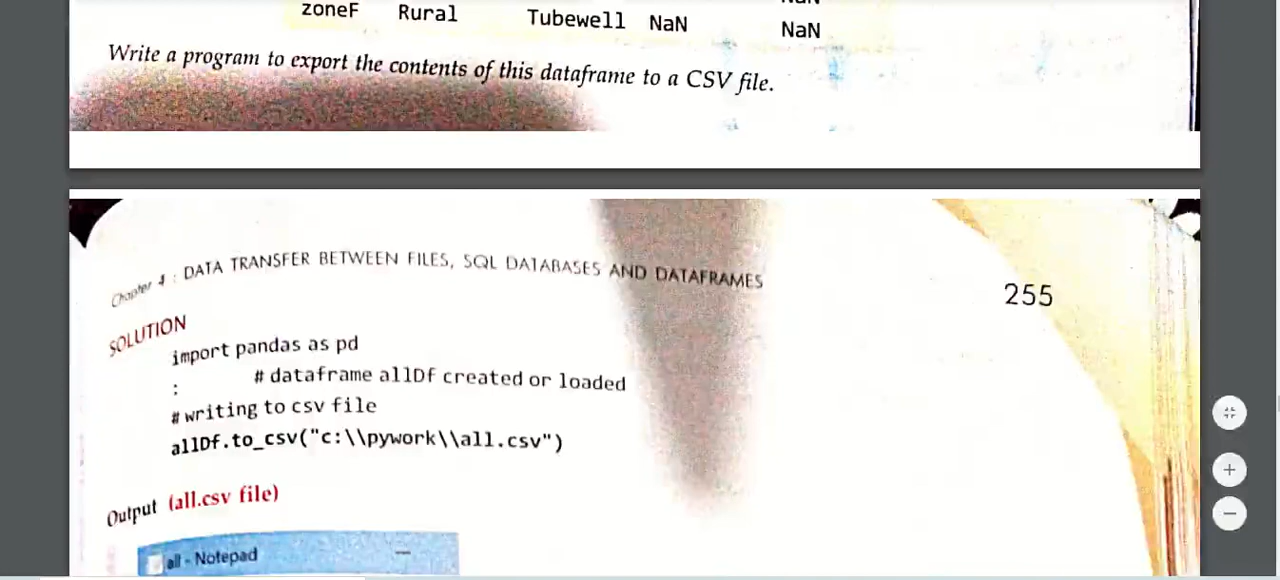 zoneF Rural Tubewell NaN NaN
Write a program to export the contents of this dataframe to a CSV file.
Chapter 4 : DATA TRANSFER BETWEEN FILES, SQL DATABASES AND DATAFRAMES
255
SOLUTION
import pandas as pd
: # dataframe allDf created or loaded
# writing to csv file
allDf.to_csv("c:\\pywork\\all.csv")
Output (all.csv file)
all - Notepad